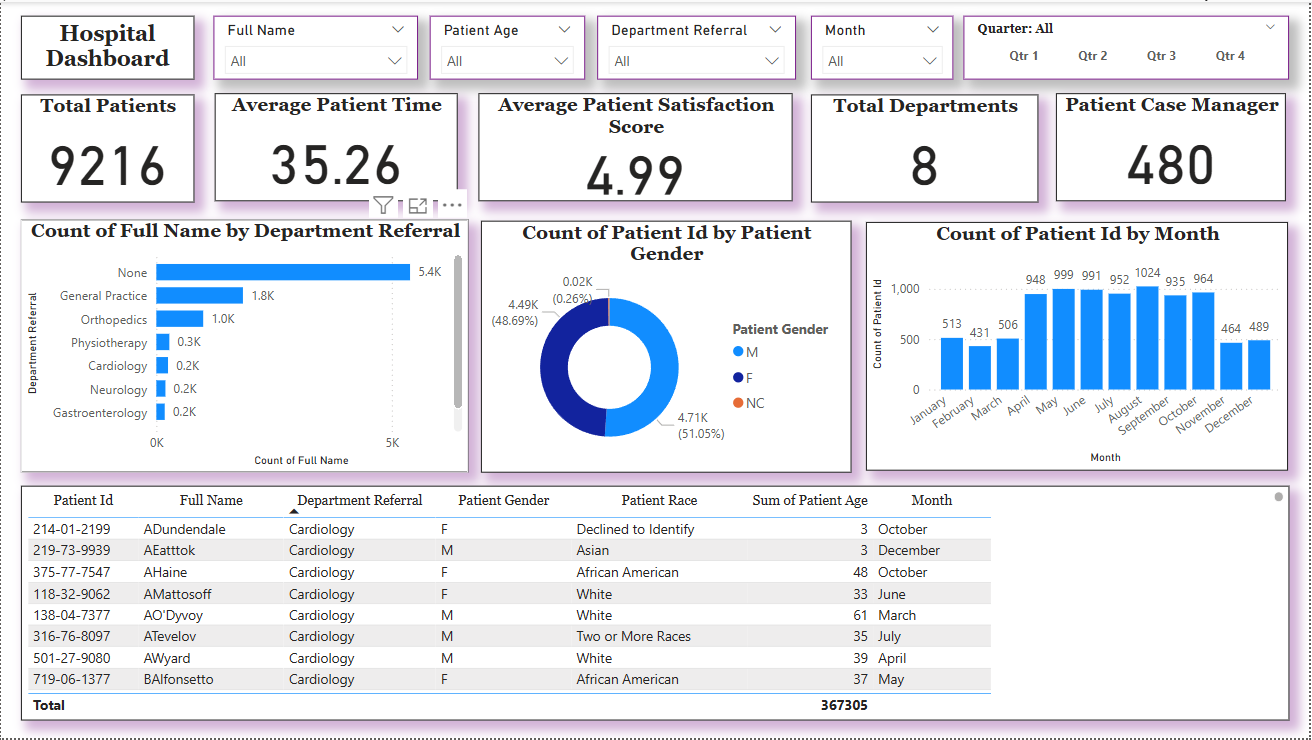 Hospital
Dashboard
Full Name
All
Patient Age
All
Department Referral
All
Month
All
Quarter: All
Qtr 1 Qtr 2 Qtr 3 Qtr 4
Total Patients
9216
Average Patient Time
35.26
Average Patient Satisfaction
Score
4.99
Total Departments
8
Patient Case Manager
480
Count of Full Name by Department Referral
Department Referral
None 5.4K
General Practice 1.8K
Orthopedics 1.0K
Physiotherapy 0.3K
Cardiology 0.2K
Neurology 0.2K
Gastroenterology 0.2K
0K 5K
Count of Full Name
Count of Patient Id by Patient
Gender
0.02K
(0.26%)
4.49K
(48.69%)
4.71K
(51.05%)
Patient Gender
M
F
NC
Count of Patient Id by Month
Count of Patient Id
1,000
500
0
513 431 506 948 999 991 952 1024 935 964 464 489
January February March April May June July August September October November December
Month
Patient Id Full Name Department Referral Patient Gender Patient Race Sum of Patient Age Month
214-01-2199 ADundendale Cardiology F Declined to Identify 3 October
219-73-9939 AEatttok Cardiology M Asian 3 December
375-77-7547 AHaine Cardiology F African American 48 October
118-32-9062 AMattosoff Cardiology F White 33 June
138-04-7377 AO'Dyvoy Cardiology M White 61 March
316-76-8097 ATevelov Cardiology M Two or More Races 35 July
501-27-9080 AWyard Cardiology M White 39 April
719-06-1377 BAlfonsetto Cardiology F African American 37 May
Total 367305